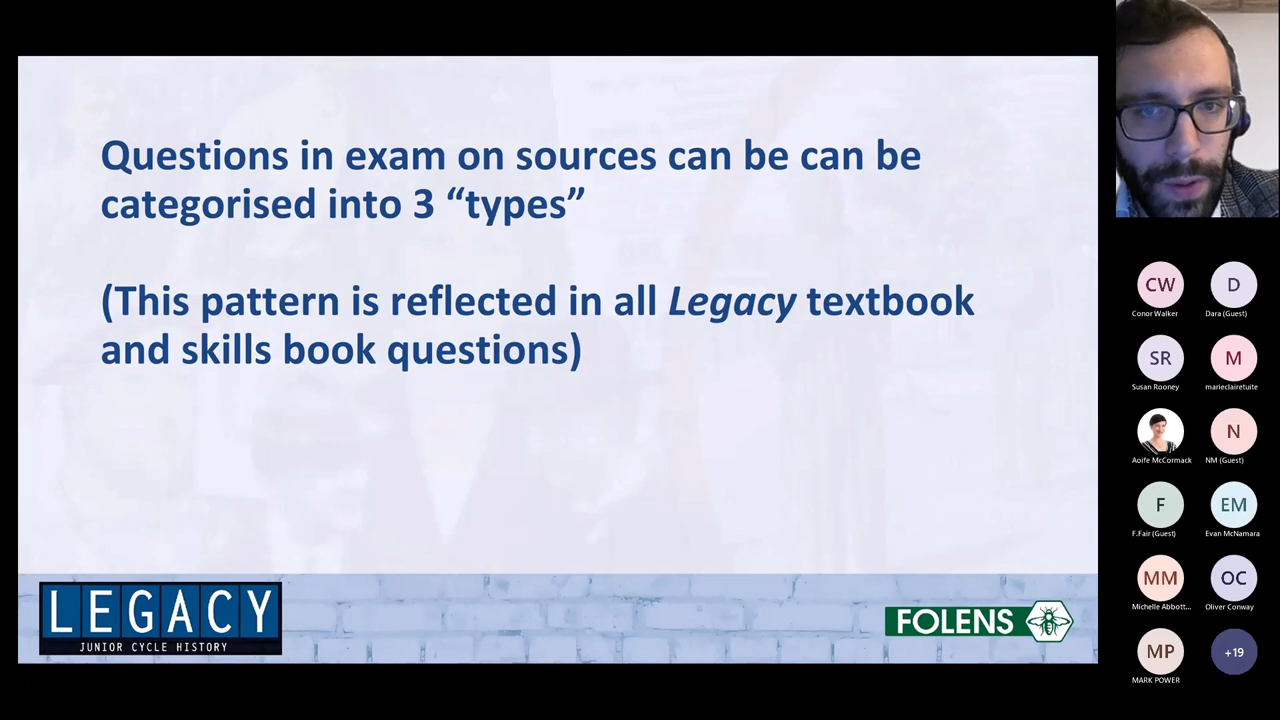 Questions in exam on sources can be can be
categorised into 3 “types”
(This pattern is reflected in all Legacy textbook
and skills book questions)
LEGACY
JUNIOR CYCLE HISTORY
FOLENS
CW
D
Conor Walker
Dara (Guest)
SR
M
Susan Rooney
marieclairetuite
N
Aoife McCormack
NM (Guest)
F
EM
F.Fair (Guest)
Evan McNamara
MM
OC
Michelle Abbott...
Oliver Conway
MP
+19
MARK POWER